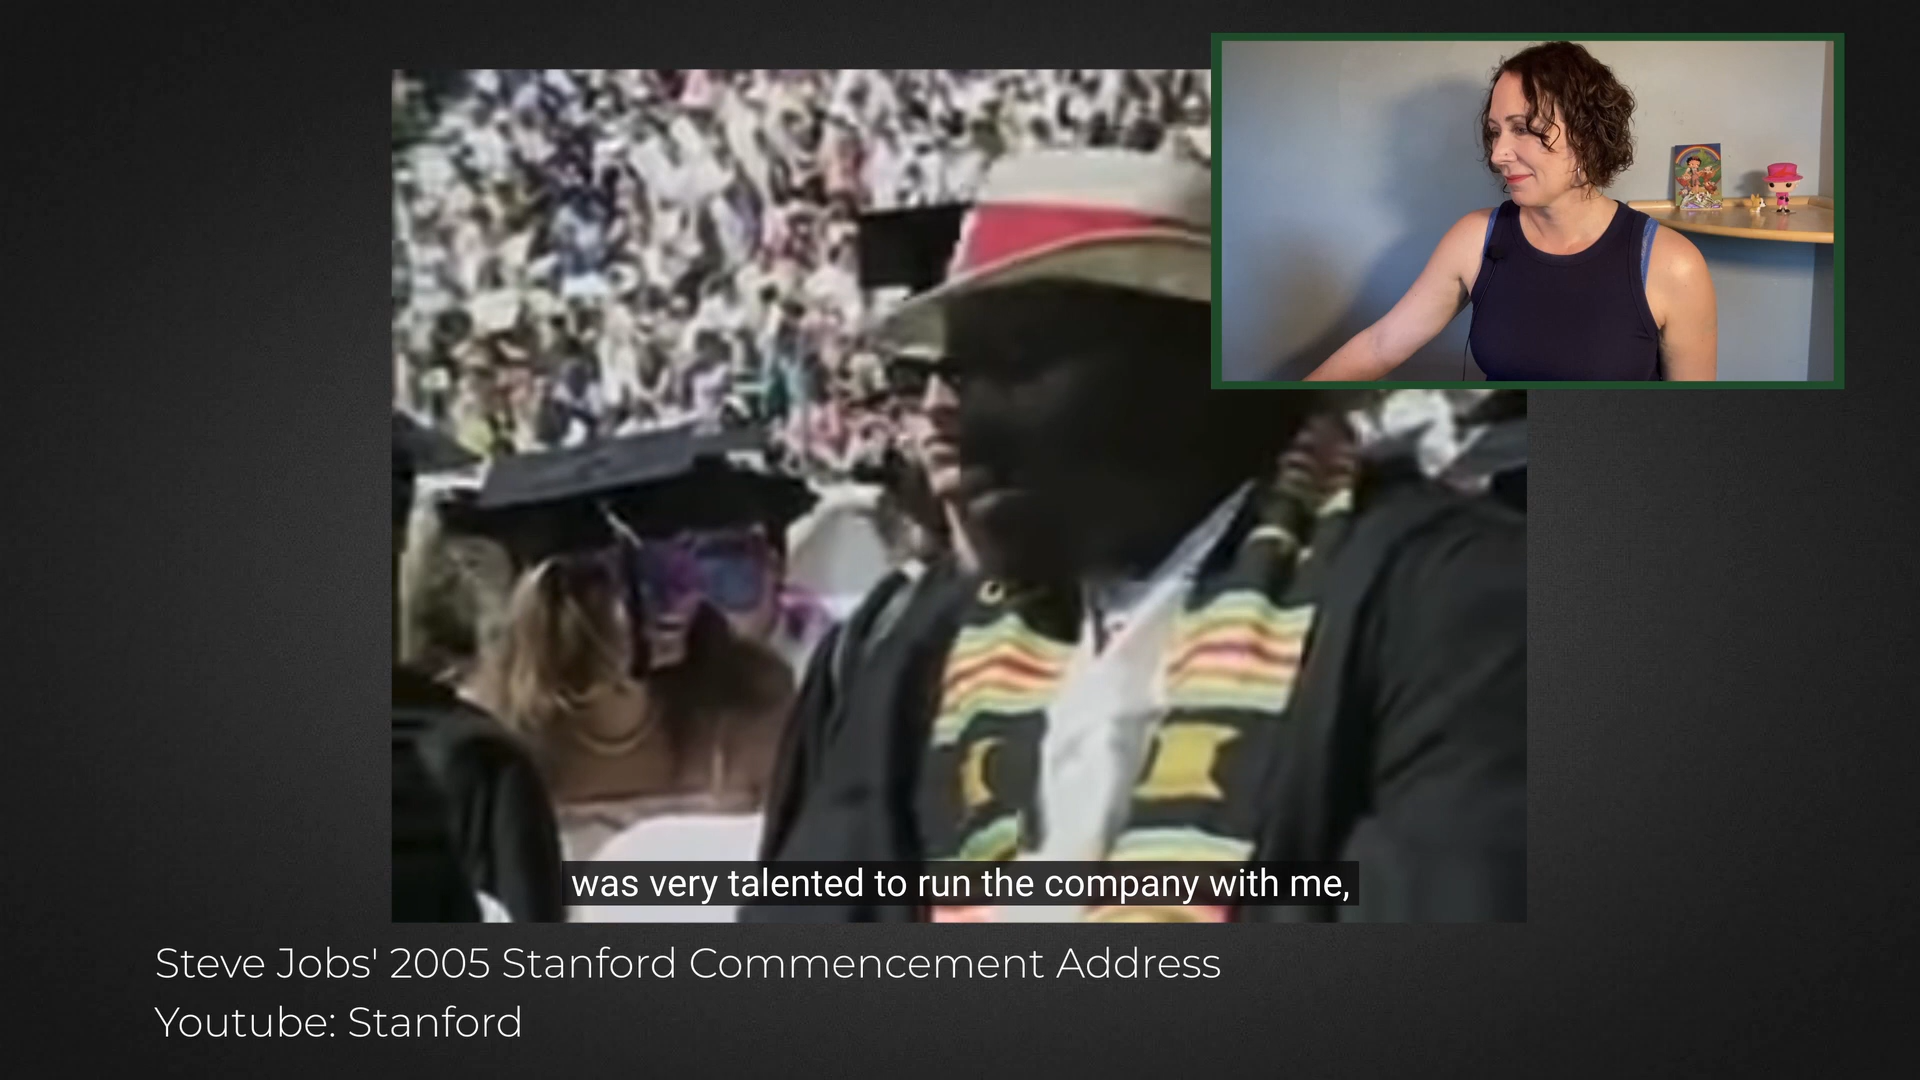 was very talented to run the company with me,
Steve Jobs' 2005 Stanford Commencement Address
Youtube: Stanford